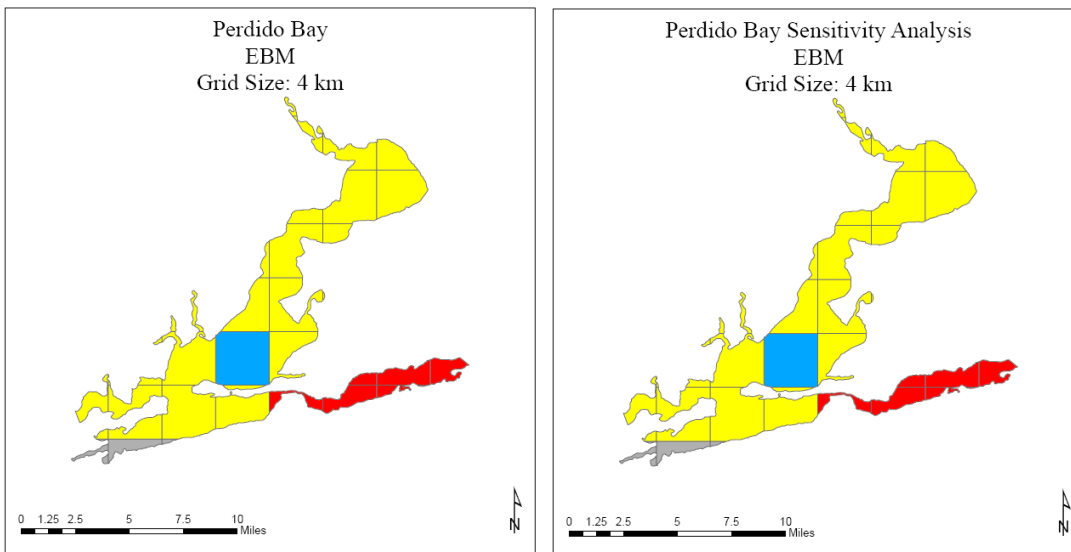 Perdido Bay
EBM
Grid Size: 4 km
0 1.25 2.5 5 7.5 10
Miles
N
Perdido Bay Sensitivity Analysis
EBM
Grid Size: 4 km
0 1.25 2.5 5 7.5 10
Miles
N